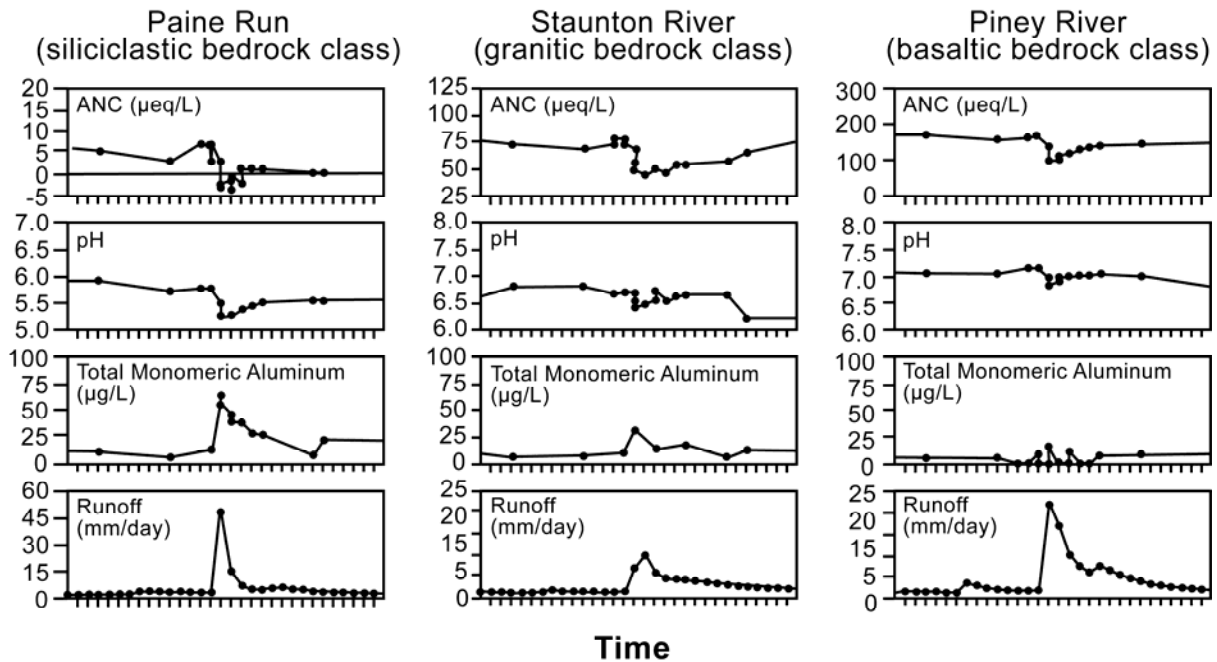 Paine Run
(siliciclastic bedrock class)
Staunton River
(granitic bedrock class)
Piney River
(basaltic bedrock class)
20
15
10
5
0
-5
ANC (µeq/L)
125
100
75
50
25
ANC (µeq/L)
300
200
100
0
ANC (µeq/L)
7.0
6.5
6.0
5.5
5.0
pH
8.0
7.5
7.0
6.5
6.0
pH
8.0
7.5
7.0
6.5
6.0
pH
100
75
50
25
0
Total Monomeric Aluminum
(µg/L)
100
75
50
25
0
Total Monomeric Aluminum
(µg/L)
100
75
50
25
0
Total Monomeric Aluminum
(µg/L)
60
45
30
15
0
Runoff
(mm/day)
25
20
15
10
5
0
Runoff
(mm/day)
25
20
15
10
5
0
Runoff
(mm/day)
Time